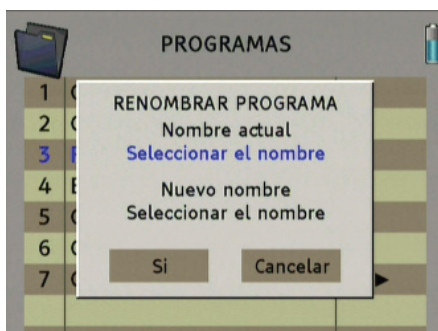 PROGRAMAS
RENOMBRAR PROGRAMA
Nombre actual
Seleccionar el nombre
Nuevo nombre
Seleccionar el nombre
Si
Cancelar
1
2
3
4
5
6
7